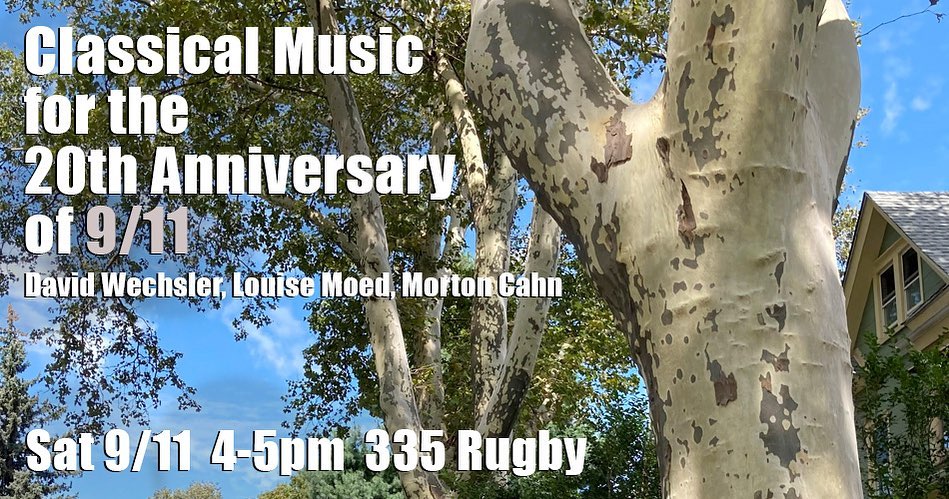 Classical Music
for the
20th Anniversary
of 9/11
David Wechsler, Louise Moed, Morton Cahn
Sat 9/11 4-5pm 335 Rugby